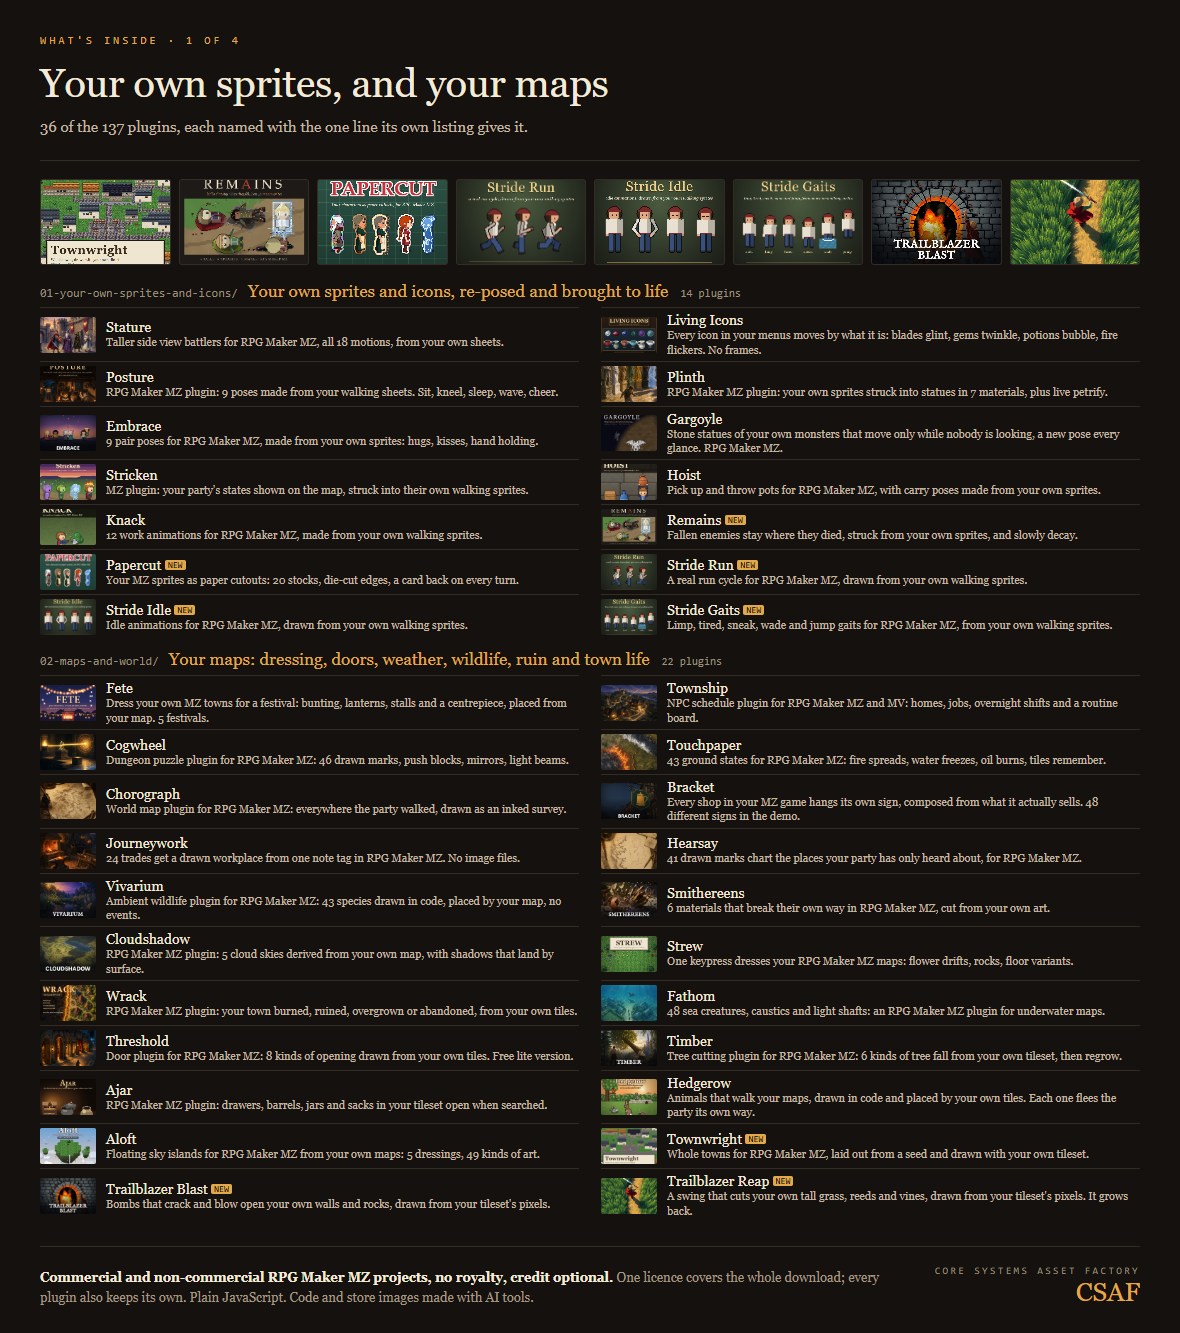 WHAT'S INSIDE · 1 OF 4
Your own sprites, and your maps
36 of the 137 plugins, each named with the one line its own listing gives it.
Townwright
REMAINS
PAPERCUT
Stride Run
Stride Idle
Stride Gaits
TRAILBLAZER
BLAST
01-your-own-sprites-and-icons/ Your own sprites and icons, re-posed and brought to life 14 plugins
Stature
Taller side view battlers for RPG Maker MZ, all 18 motions, from your own sheets.
Living Icons
Every icon in your menus moves by what it is: blades glint, gems twinkle, potions bubble, fire
flickers. No frames.
Posture
RPG Maker MZ plugin: 9 poses made from your walking sheets. Sit, kneel, sleep, wave, cheer.
Plinth
RPG Maker MZ plugin: your own sprites struck into statues in 7 materials, plus live petrify.
Embrace
9 pair poses for RPG Maker MZ, made from your own sprites: hugs, kisses, hand holding.
Gargoyle
Stone statues of your own monsters that move only while nobody is looking, a new pose every
glance. RPG Maker MZ.
Stricken
MZ plugin: your party's states shown on the map, struck into their own walking sprites.
Hoist
Pick up and throw pots for RPG Maker MZ, with carry poses made from your own sprites.
Knack
12 work animations for RPG Maker MZ, made from your own walking sprites.
Remains NEW
Fallen enemies stay where they died, struck from your own sprites, and slowly decay.
Papercut NEW
Your MZ sprites as paper cutouts: 20 stocks, die-cut edges, a card back on every turn.
Stride Run NEW
A real run cycle for RPG Maker MZ, drawn from your own walking sprites.
Stride Idle NEW
Idle animations for RPG Maker MZ, drawn from your own walking sprites.
Stride Gaits NEW
Limp, tired, sneak, wade and jump gaits for RPG Maker MZ, from your own walking sprites.
02-maps-and-world/ Your maps: dressing, doors, weather, wildlife, ruin and town life 22 plugins
Fete
Dress your own MZ towns for a festival: bunting, lanterns, stalls and a centrepiece, placed from
your map. 5 festivals.
Township
NPC schedule plugin for RPG Maker MZ and MV: homes, jobs, overnight shifts and a routine
board.
Cogwheel
Dungeon puzzle plugin for RPG Maker MZ: 46 drawn marks, push blocks, mirrors, light beams.
Touchpaper
43 ground states for RPG Maker MZ: fire spreads, water freezes, oil burns, tiles remember.
Chorograph
World map plugin for RPG Maker MZ: everywhere the party walked, drawn as an inked survey.
Bracket
Every shop in your MZ game hangs its own sign, composed from what it actually sells. 48
different signs in the demo.
Journeywork
24 trades get a drawn workplace from one note tag in RPG Maker MZ. No image files.
Hearsay
41 drawn marks chart the places your party has only heard about, for RPG Maker MZ.
Vivarium
Ambient wildlife plugin for RPG Maker MZ: 43 species drawn in code, placed by your map, no
events.
Smithereens
6 materials that break their own way in RPG Maker MZ, cut from your own art.
Cloudshadow
RPG Maker MZ plugin: 5 cloud skies derived from your own map, with shadows that land by
surface.
Strew
One keypress dresses your RPG Maker MZ maps: flower drifts, rocks, floor variants.
Wrack
RPG Maker MZ plugin: your town burned, ruined, overgrown or abandoned, from your own tiles.
Fathom
48 sea creatures, caustics and light shafts: an RPG Maker MZ plugin for underwater maps.
Threshold
Door plugin for RPG Maker MZ: 8 kinds of opening drawn from your own tiles. Free lite version.
Timber
Tree cutting plugin for RPG Maker MZ: 6 kinds of tree fall from your own tileset, then regrow.
Ajar
RPG Maker MZ plugin: drawers, barrels, jars and sacks in your tileset open when searched.
Hedgerow
Animals that walk your maps, drawn in code and placed by your own tiles. Each one flees the
party its own way.
Aloft
Floating sky islands for RPG Maker MZ from your own maps: 5 dressings, 49 kinds of art.
Townwright NEW
Whole towns for RPG Maker MZ, laid out from a seed and drawn with your own tileset.
Trailblazer Blast NEW
Bombs that crack and blow open your own walls and rocks, drawn from your tileset's pixels.
Trailblazer Reap NEW
A swing that cuts your own tall grass, reeds and vines, drawn from your tileset's pixels. It grows
back.
Commercial and non-commercial RPG Maker MZ projects, no royalty, credit optional. One licence covers the whole download; every
plugin also keeps its own. Plain JavaScript. Code and store images made with AI tools.
CORE SYSTEMS ASSET FACTORY
CSAF